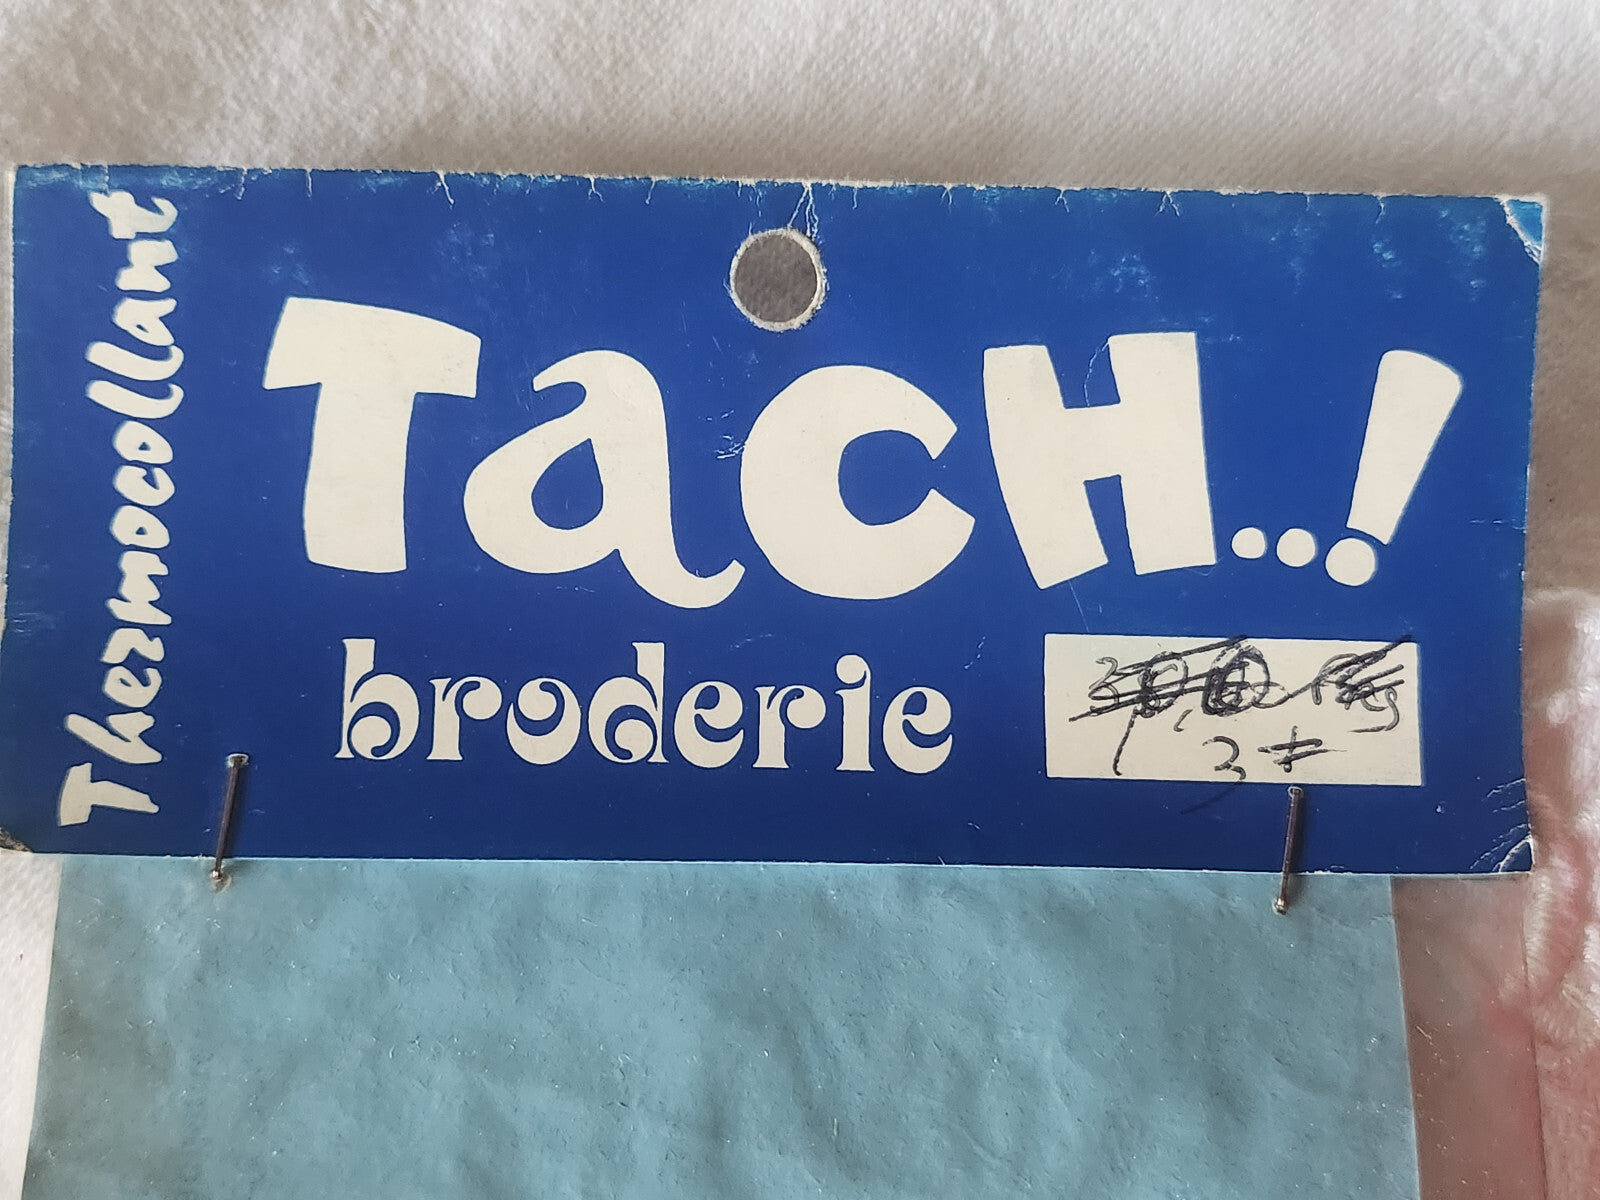 Thermocollant
TACH..!
broderie
3 F